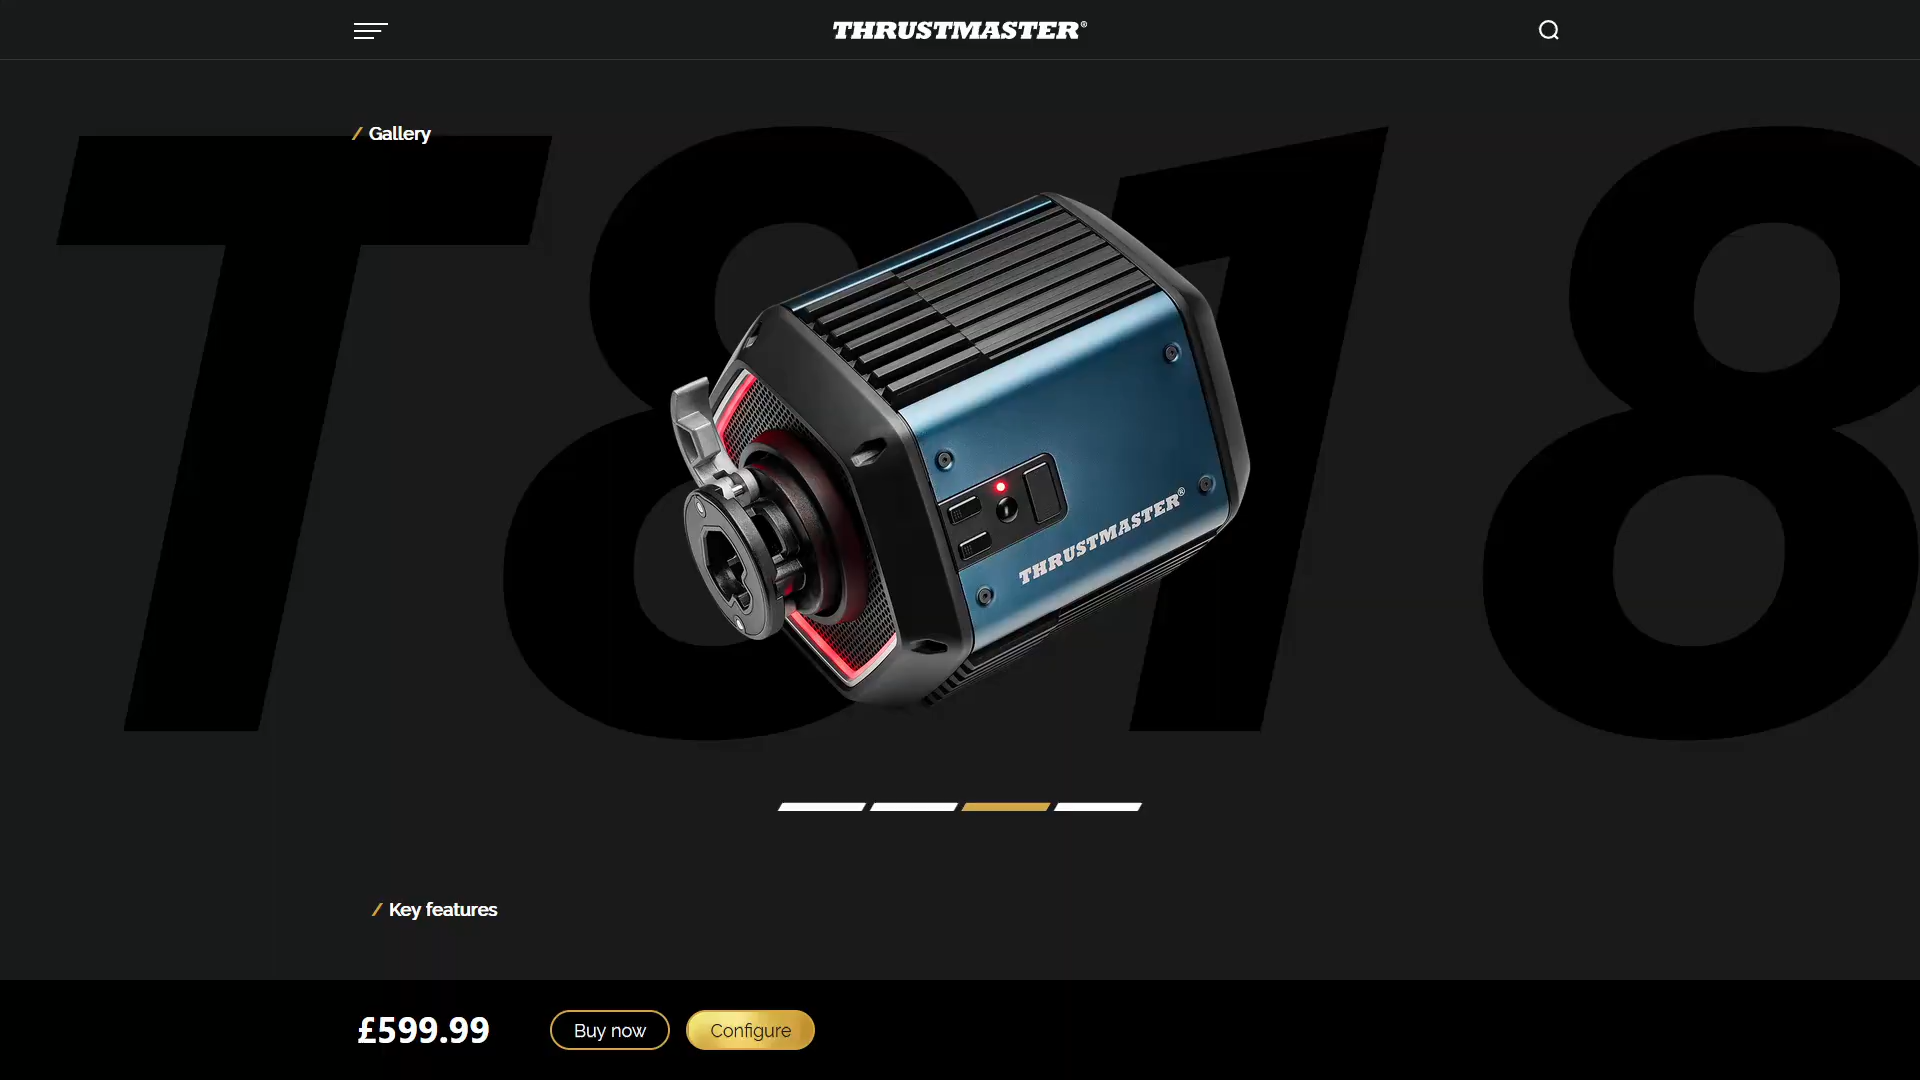 THRUSTMASTER®
/ Gallery
T818
THRUSTMASTER®
/ Key features
£599.99
Buy now
Configure